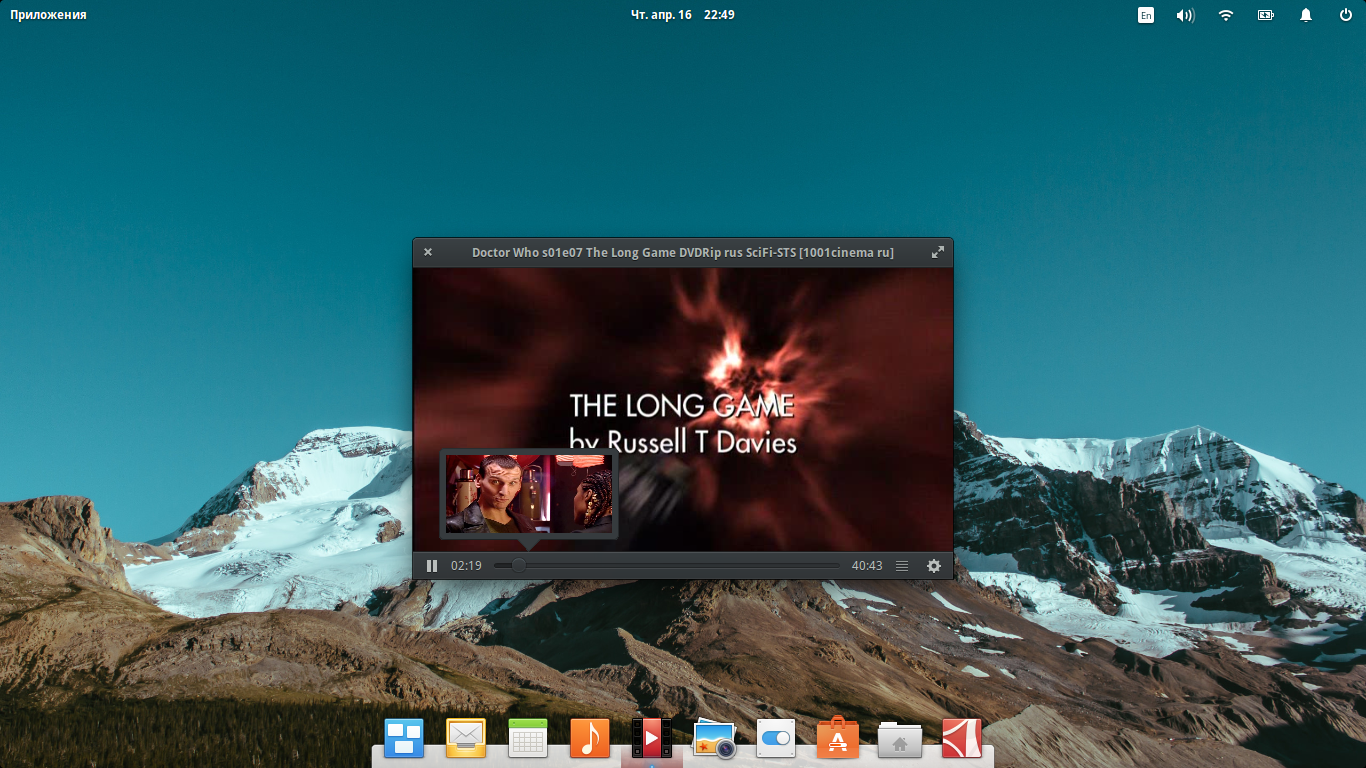 Приложения
Чт. апр. 16 22:49
En
Doctor Who s01e07 The Long Game DVDRip rus SciFi-STS [1001cinema ru]
THE LONG GAME
by Russell T Davies
02:19
40:43